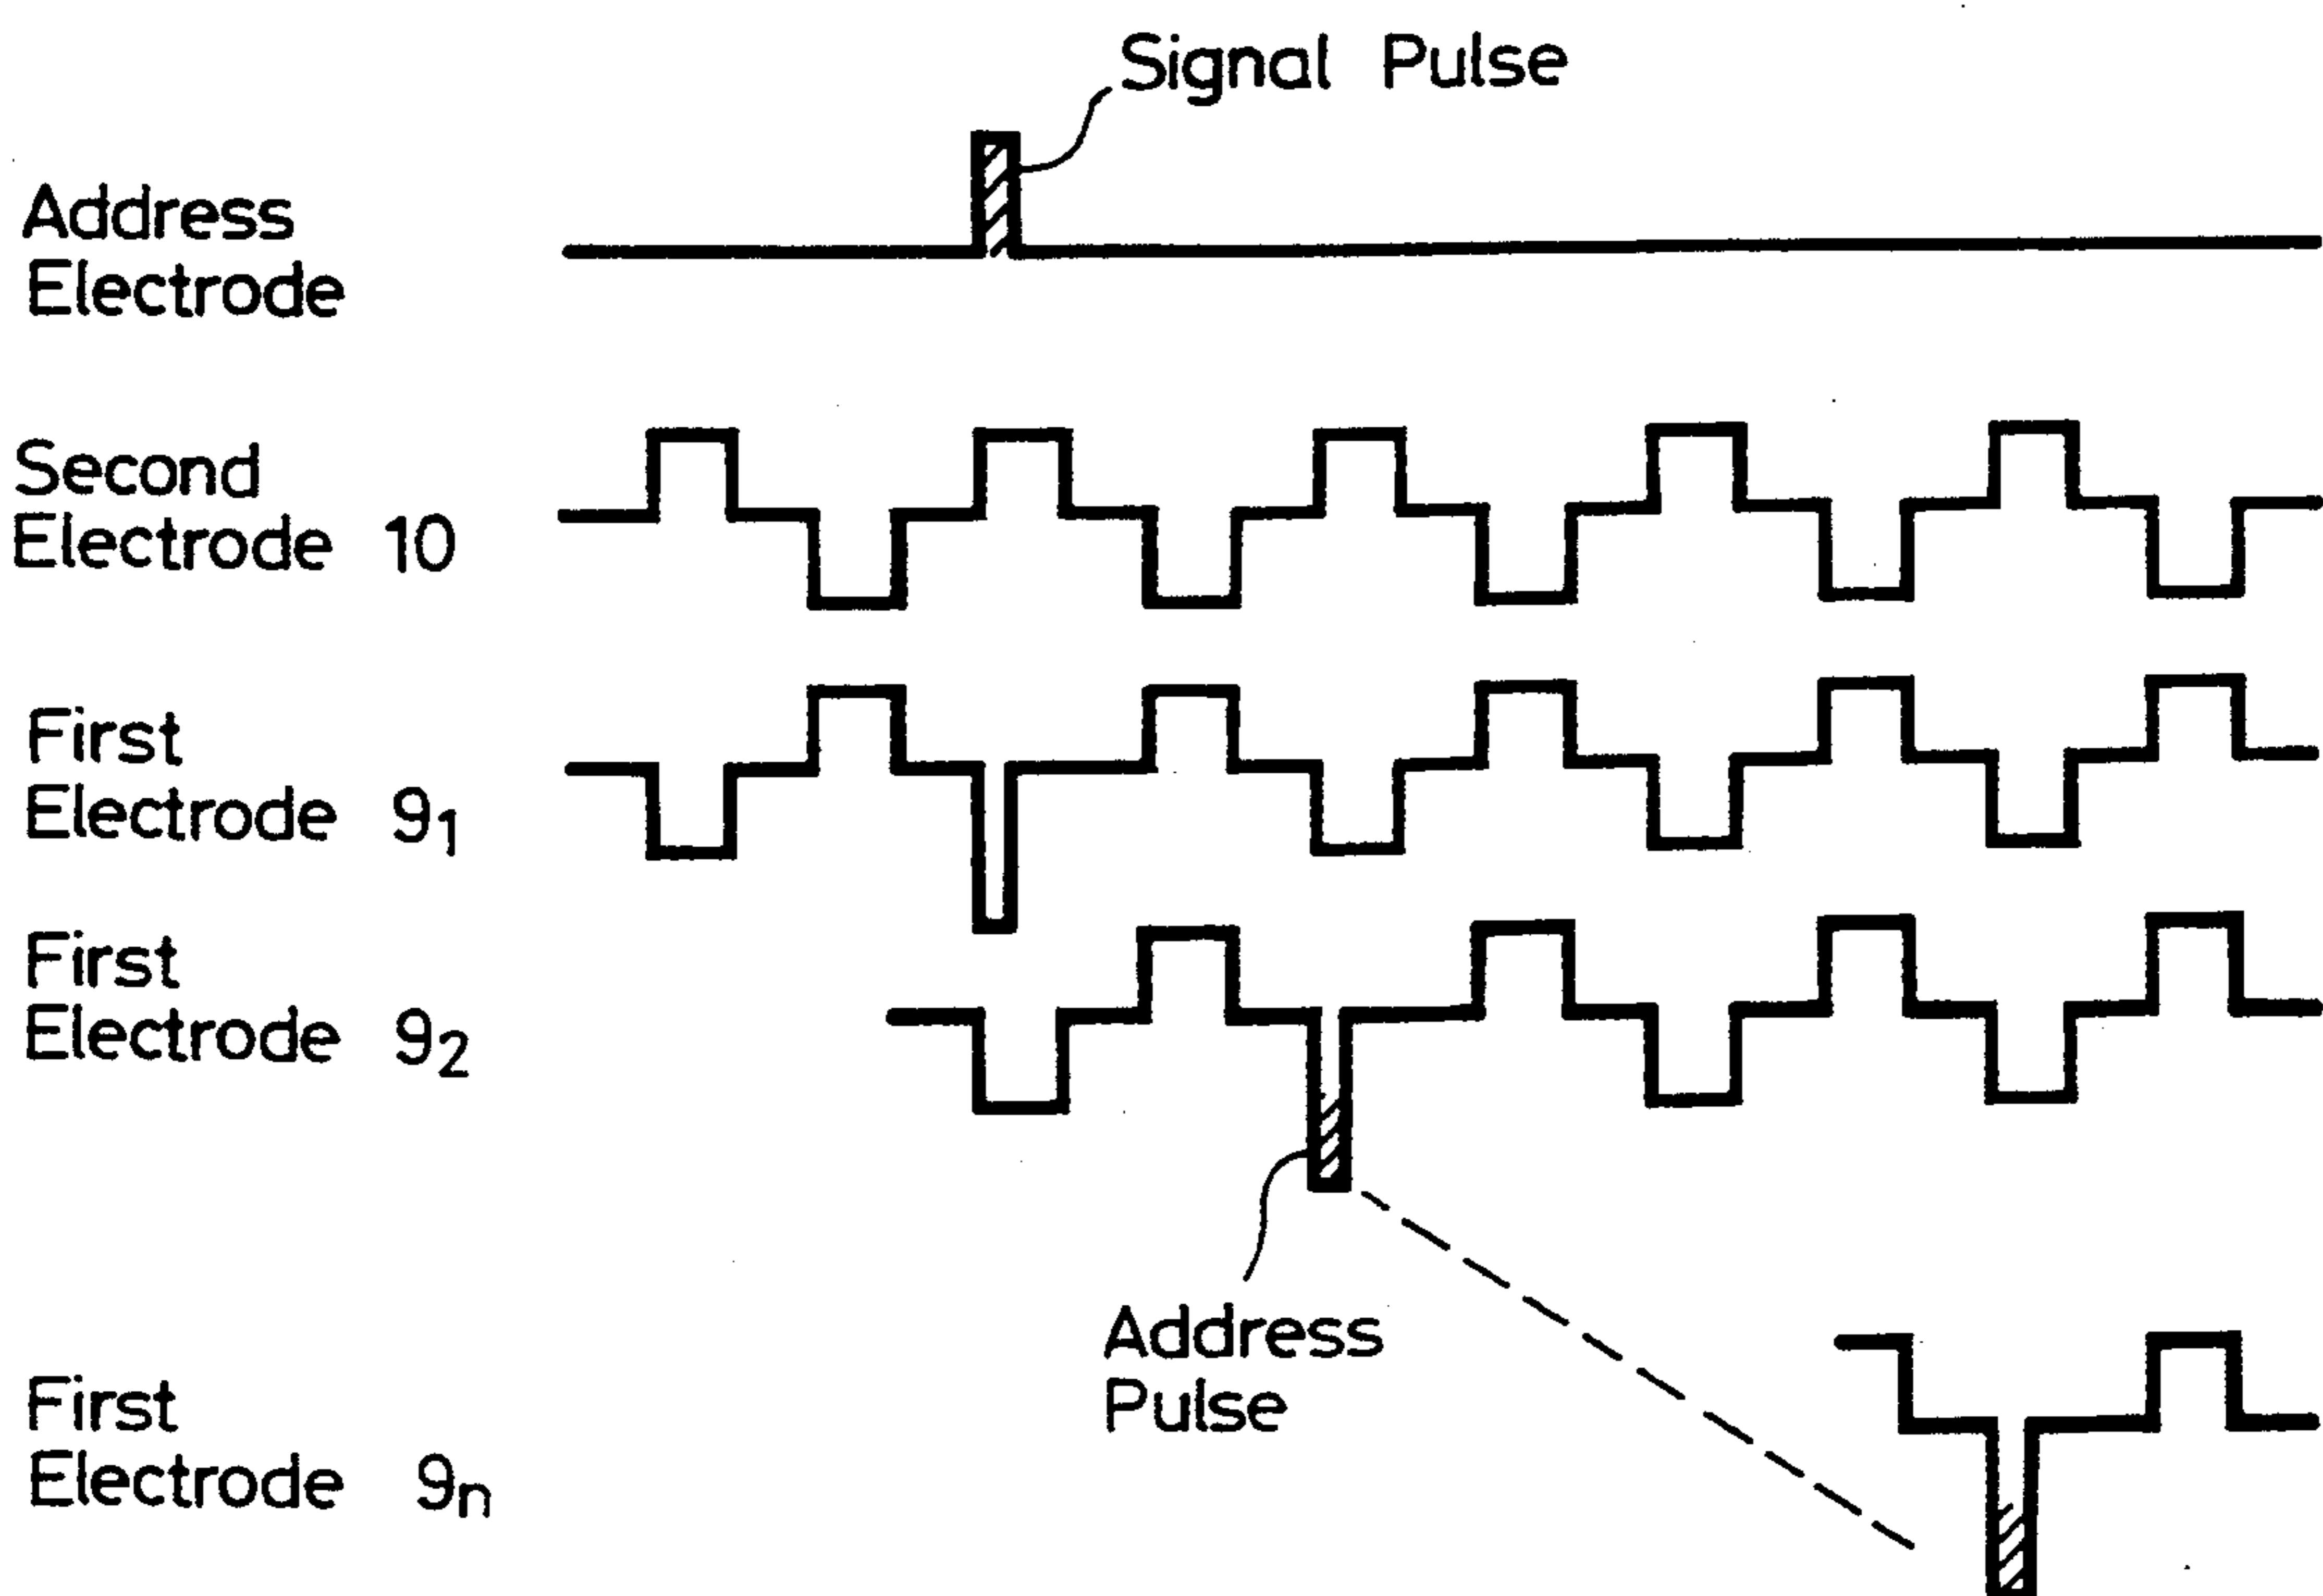 Signal Pulse
Address
Electrode
Second
Electrode 10
First
Electrode 9₁
First
Electrode 9₂
Address
Pulse
First
Electrode 9ₙ